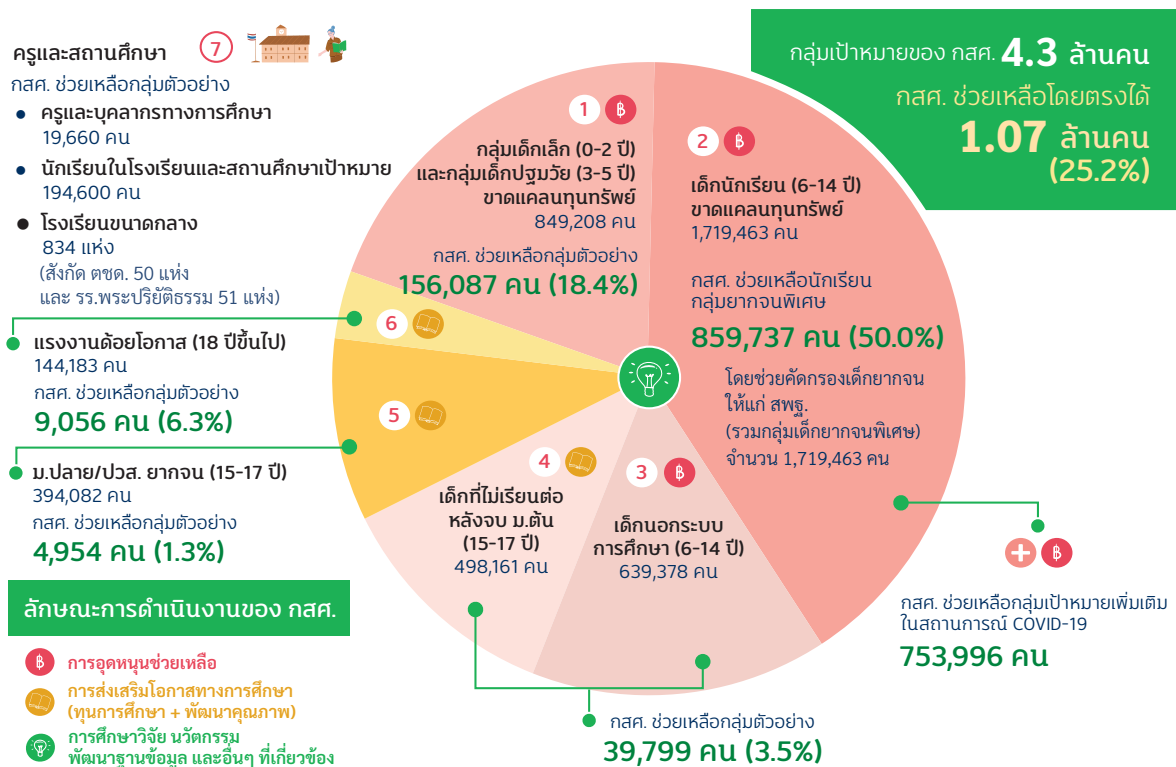 ครูและสถานศึกษา
7
กสศ. ช่วยเหลือกลุ่มตัวอย่าง
• ครูและบุคลากรทางการศึกษา
19,660 คน
• นักเรียนในโรงเรียนและสถานศึกษาเป้าหมาย
194,600 คน
• โรงเรียนขนาดกลาง
834 แห่ง
(สังกัด ตชด. 50 แห่ง
และ รร.พระปริยัติธรรม 51 แห่ง)
กลุ่มเป้าหมายของ กสศ. 4.3 ล้านคน
กสศ. ช่วยเหลือโดยตรงได้
1.07 ล้านคน
(25.2%)
1 ฿
กลุ่มเด็กเล็ก (0-2 ปี)
และกลุ่มเด็กปฐมวัย (3-5 ปี)
ขาดแคลนทุนทรัพย์
849,208 คน
กสศ. ช่วยเหลือกลุ่มตัวอย่าง
156,087 คน (18.4%)
2 ฿
เด็กนักเรียน (6-14 ปี)
ขาดแคลนทุนทรัพย์
1,719,463 คน
กสศ. ช่วยเหลือนักเรียน
กลุ่มยากจนพิเศษ
859,737 คน (50.0%)
โดยช่วยคัดกรองเด็กยากจน
ให้แก่ สพฐ.
(รวมกลุ่มเด็กยากจนพิเศษ)
จำนวน 1,719,463 คน
+ ฿
กสศ. ช่วยเหลือกลุ่มเป้าหมายเพิ่มเติม
ในสถานการณ์ COVID-19
753,996 คน
3 ฿
เด็กนอกระบบ
การศึกษา (6-14 ปี)
639,378 คน
4
เด็กที่ไม่เรียนต่อ
หลังจบ ม.ต้น
(15-17 ปี)
498,161 คน
กสศ. ช่วยเหลือกลุ่มตัวอย่าง
39,799 คน (3.5%)
5
ม.ปลาย/ปวส. ยากจน (15-17 ปี)
394,082 คน
กสศ. ช่วยเหลือกลุ่มตัวอย่าง
4,954 คน (1.3%)
6
แรงงานด้อยโอกาส (18 ปีขึ้นไป)
144,183 คน
กสศ. ช่วยเหลือกลุ่มตัวอย่าง
9,056 คน (6.3%)
ลักษณะการดำเนินงานของ กสศ.
฿ การอุดหนุนช่วยเหลือ
การส่งเสริมโอกาสทางการศึกษา
(ทุนการศึกษา + พัฒนาคุณภาพ)
การศึกษาวิจัย นวัตกรรม
พัฒนาฐานข้อมูล และอื่นๆ ที่เกี่ยวข้อง